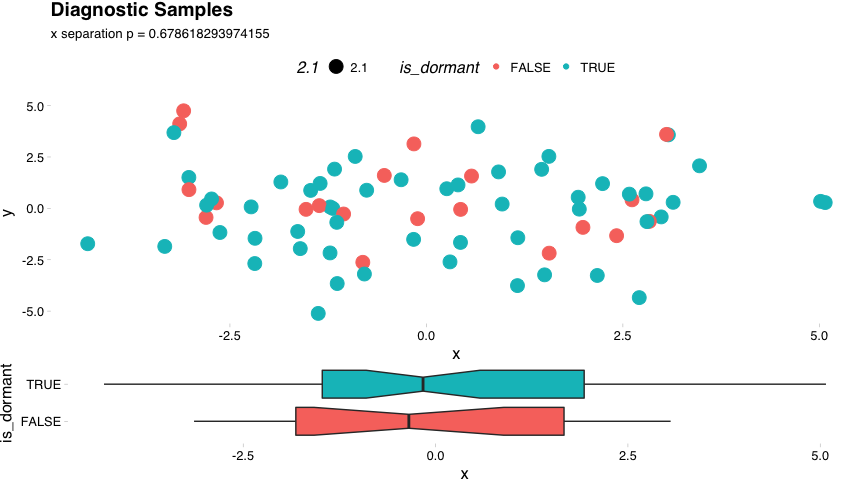 Diagnostic Samples
x separation p = 0.678618293974155
2.1 2.1 is_dormant FALSE TRUE
5.0
2.5
0.0
-2.5
-5.0
y
-2.5 0.0 2.5 5.0
x
is_dormant
TRUE
FALSE
-2.5 0.0 2.5 5.0
x